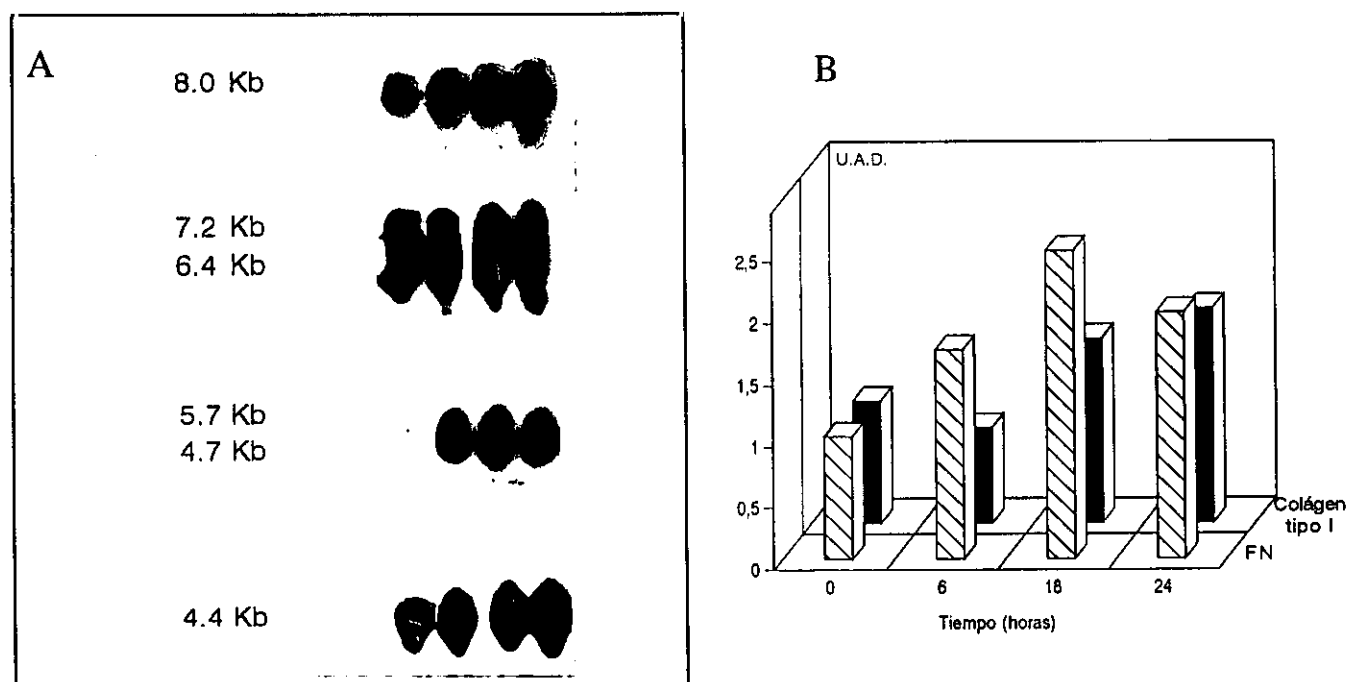 A
8.0 Kb
7.2 Kb
6.4 Kb
5.7 Kb
4.7 Kb
4.4 Kb
B
U.A.D.
2,5
2
1,5
1
0,5
0
0
6
18
24
Tiempo (horas)
Colágen
tipo I
FN